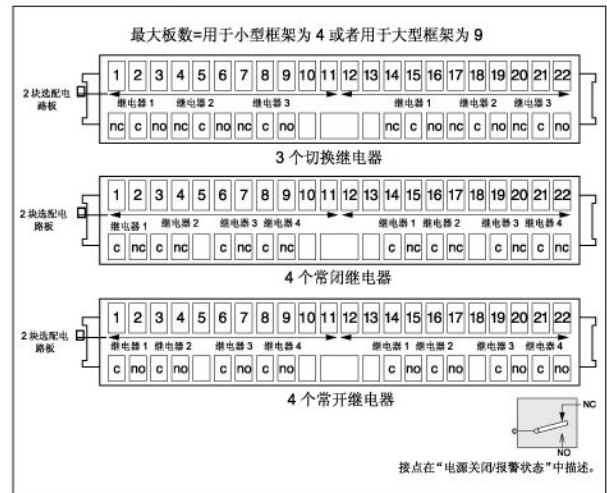 最大板数=用于小型框架为 4 或者用于大型框架为 9
2 块选配电
路板
1 2 3 4 5 6 7 8 9 10 11 12 13 14 15 16 17 18 19 20 21 22
继电器 1 继电器 2 继电器 3 继电器 1 继电器 2 继电器 3
nc c no nc c no nc c no nc c no nc c no nc c no
3 个切换继电器
2 块选配电
路板
1 2 3 4 5 6 7 8 9 10 11 12 13 14 15 16 17 18 19 20 21 22
继电器 1 继电器 2 继电器 3 继电器 4 继电器 1 继电器 2 继电器 3 继电器 4
c nc c nc c nc c nc c nc c nc c nc c nc
4 个常闭继电器
2 块选配电
路板
1 2 3 4 5 6 7 8 9 10 11 12 13 14 15 16 17 18 19 20 21 22
继电器 1 继电器 2 继电器 3 继电器 4 继电器 1 继电器 2 继电器 3 继电器 4
c no c no c no c no c no c no c no c no
4 个常开继电器
NC
C
NO
接点在“电源关闭/报警状态”中描述。